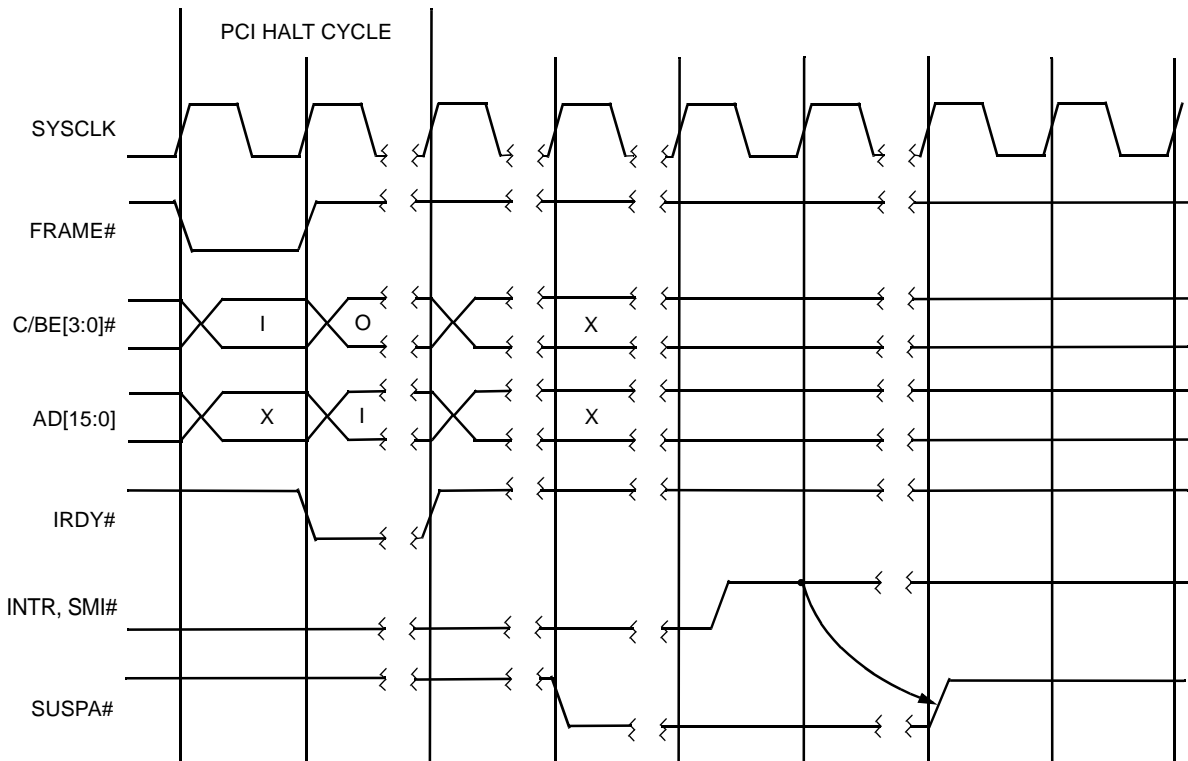 PCI HALT CYCLE
SYSCLK
FRAME#
C/BE[3:0]# I O X
AD[15:0] X I X
IRDY#
INTR, SMI#
SUSPA#